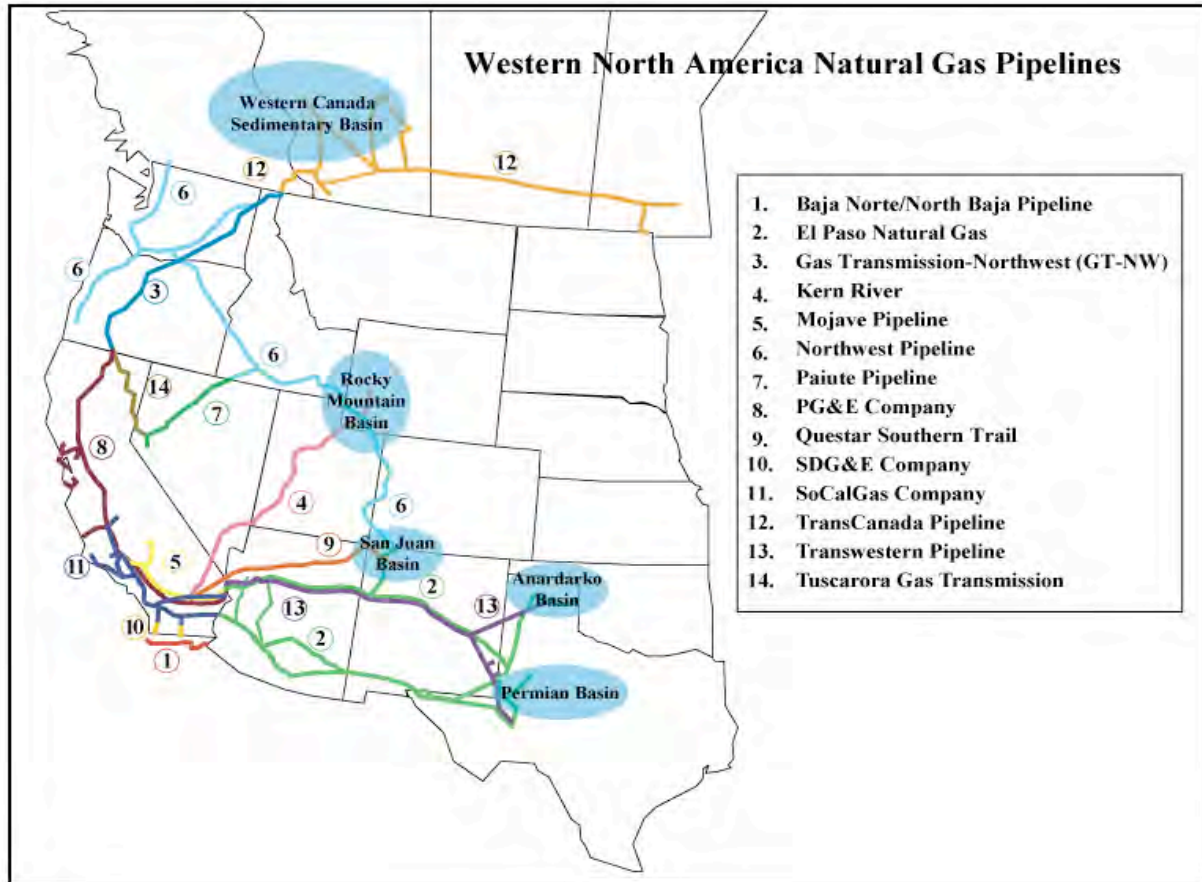 Western North America Natural Gas Pipelines
Western Canada
Sedimentary Basin
12
12
6
6
3
6
14
7
Rocky
Mountain
Basin
8
4
6
9
San Juan
Basin
5
11
2
Anardarko
Basin
13
13
10
2
1
Permian Basin
1. Baja Norte/North Baja Pipeline
2. El Paso Natural Gas
3. Gas Transmission-Northwest (GT-NW)
4. Kern River
5. Mojave Pipeline
6. Northwest Pipeline
7. Paiute Pipeline
8. PG&E Company
9. Questar Southern Trail
10. SDG&E Company
11. SoCalGas Company
12. TransCanada Pipeline
13. Transwestern Pipeline
14. Tuscarora Gas Transmission